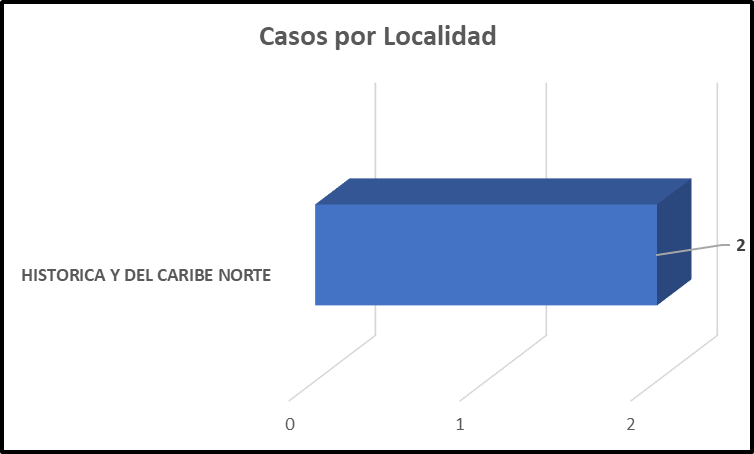 Casos por Localidad
2
HISTORICA Y DEL CARIBE NORTE
0 1 2